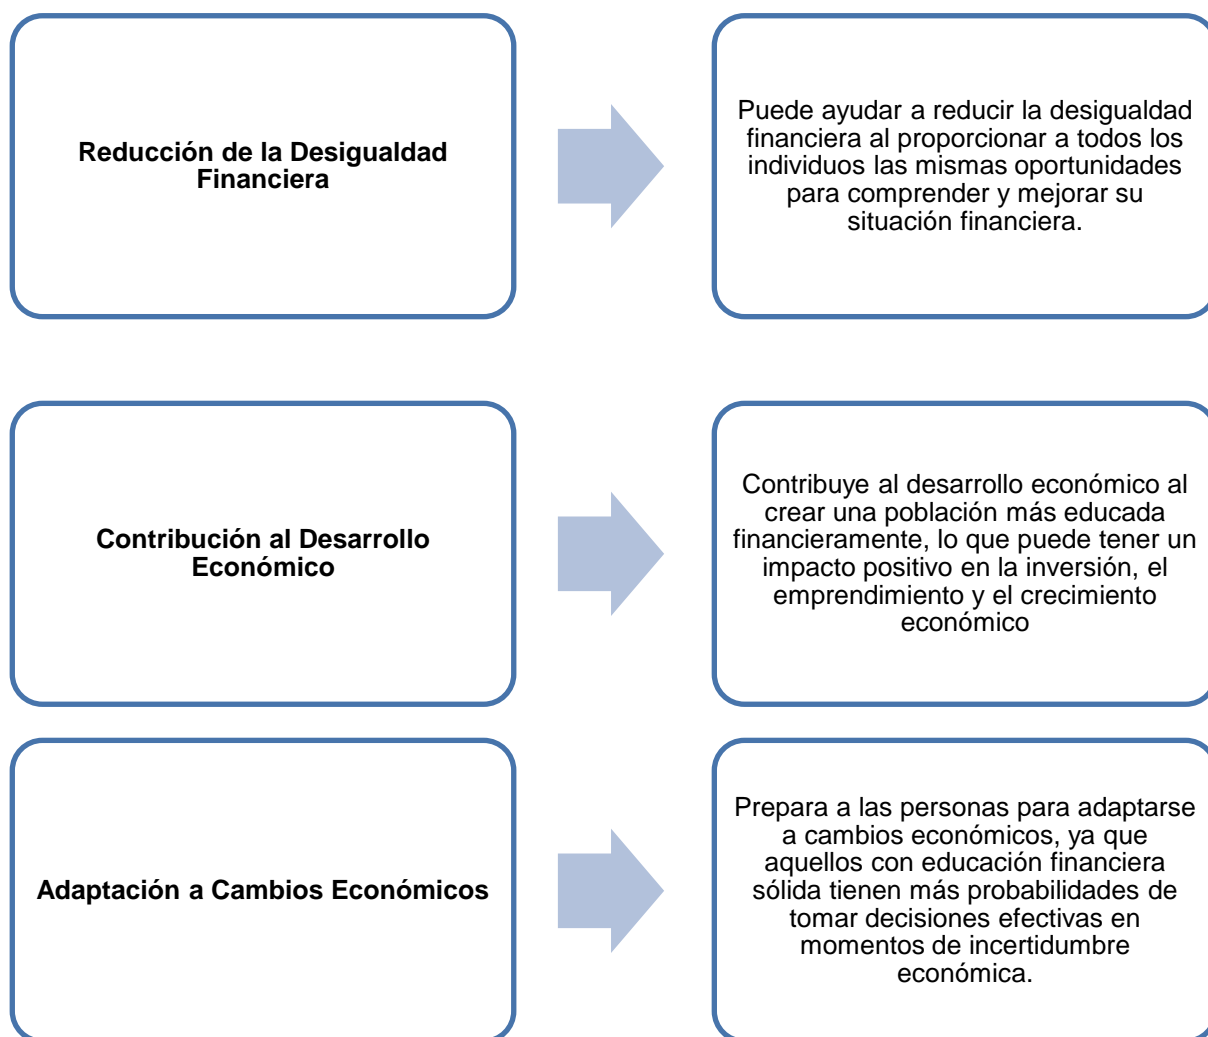 Reducción de la Desigualdad
Financiera
Puede ayudar a reducir la desigualdad
financiera al proporcionar a todos los
individuos las mismas oportunidades
para comprender y mejorar su
situación financiera.
Contribución al Desarrollo
Económico
Contribuye al desarrollo económico al
crear una población más educada
financieramente, lo que puede tener un
impacto positivo en la inversión, el
emprendimiento y el crecimiento
económico
Adaptación a Cambios Económicos
Prepara a las personas para adaptarse
a cambios económicos, ya que
aquellos con educación financiera
sólida tienen más probabilidades de
tomar decisiones efectivas en
momentos de incertidumbre
económica.